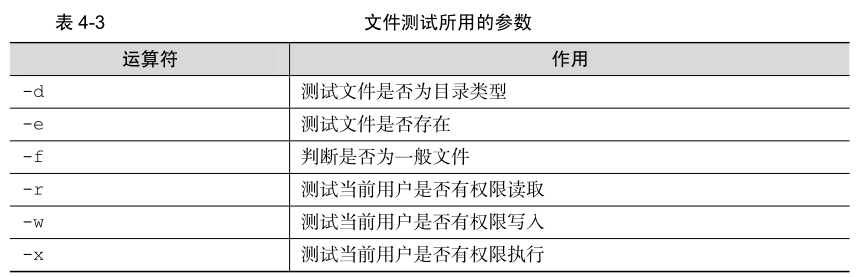 表 4-3 文件测试所用的参数
运算符 作用
-d 测试文件是否为目录类型
-e 测试文件是否存在
-f 判断是否为一般文件
-r 测试当前用户是否有权限读取
-w 测试当前用户是否有权限写入
-x 测试当前用户是否有权限执行